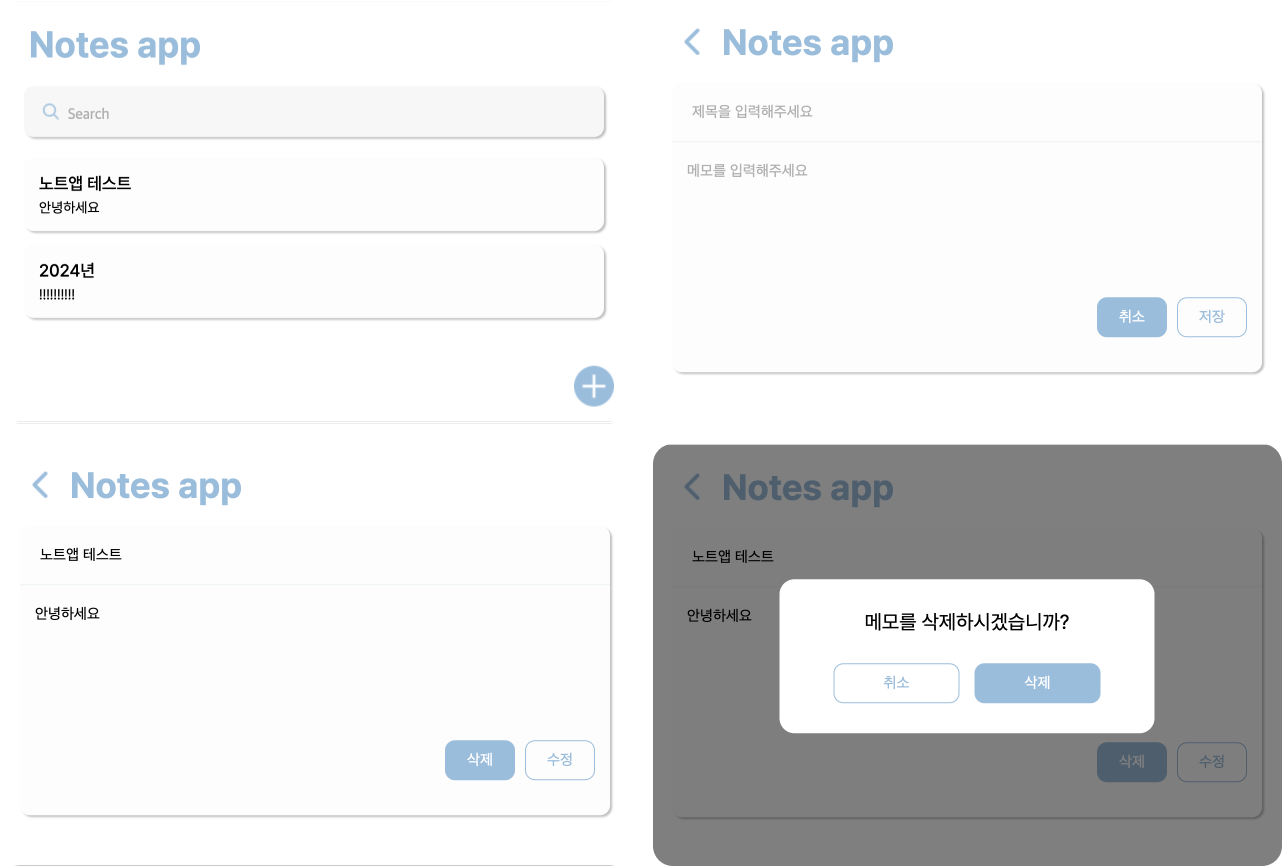 Notes app
Search
노트앱 테스트
안녕하세요
2024년
!!!!!!!!!!
Notes app
제목을 입력해주세요
메모를 입력해주세요
취소 저장
Notes app
노트앱 테스트
안녕하세요
삭제 수정
Notes app
노트앱 테스트
안녕하세요
메모를 삭제하시겠습니까?
취소 삭제
삭제 수정